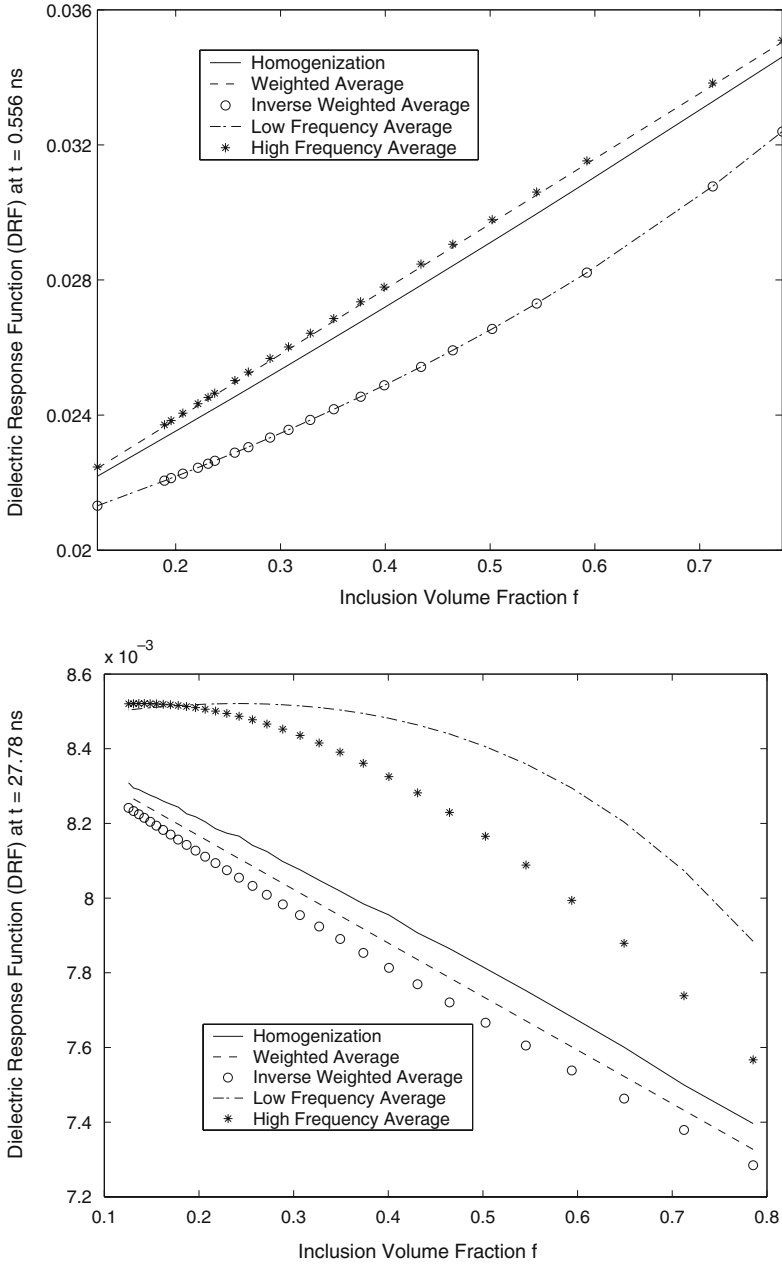 0.036
0.032
0.028
0.024
0.02
Dielectric Response Function (DRF) at t = 0.556 ns
Homogenization
Weighted Average
Inverse Weighted Average
Low Frequency Average
High Frequency Average
0.2 0.3 0.4 0.5 0.6 0.7
Inclusion Volume Fraction f
x 10⁻³
8.6
8.4
8.2
8
7.8
7.6
7.4
7.2
Dielectric Response Function (DRF) at t = 27.78 ns
Homogenization
Weighted Average
Inverse Weighted Average
Low Frequency Average
High Frequency Average
0.1 0.2 0.3 0.4 0.5 0.6 0.7 0.8
Inclusion Volume Fraction f